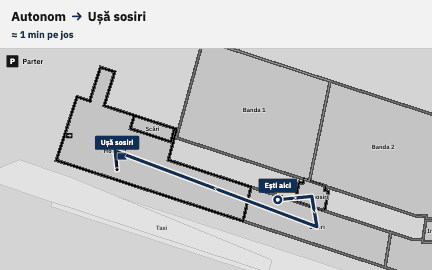 Autonom → Ușă sosiri
≈ 1 min pe jos
P Parter
Banda 1
Scări
Banda 2
Ușă sosiri
Ești aici
Taxi